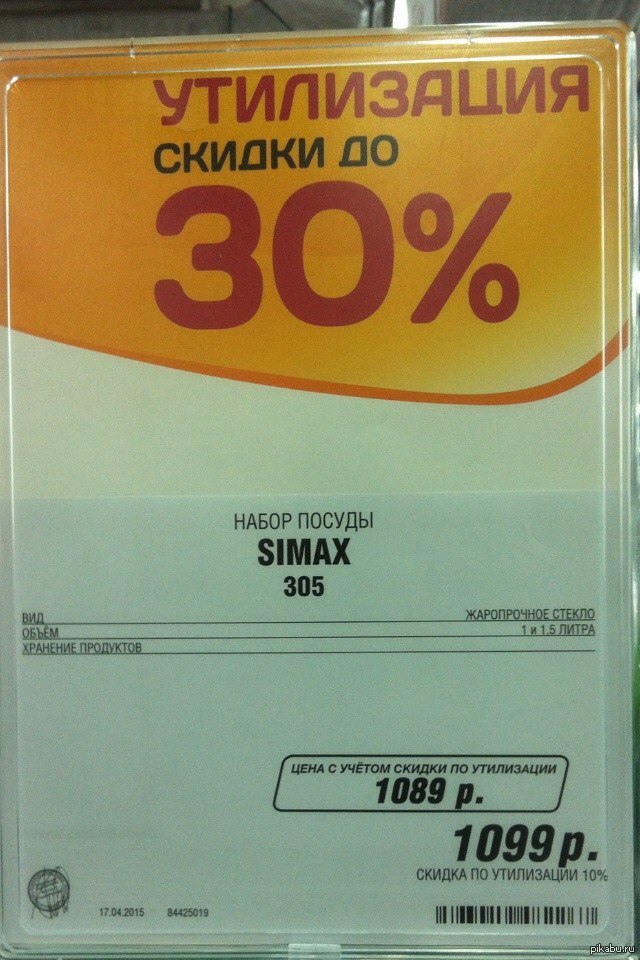 УТИЛИЗАЦИЯ
СКИДКИ ДО
30%
НАБОР ПОСУДЫ
SIMAX
305
ВИД ЖАРОПРОЧНОЕ СТЕКЛО
ОБЪЁМ 1 и 1,5 ЛИТРА
ХРАНЕНИЕ ПРОДУКТОВ
ЦЕНА С УЧЁТОМ СКИДКИ ПО УТИЛИЗАЦИИ
1089 р.
1099 р.
СКИДКА ПО УТИЛИЗАЦИИ 10%
17.04.2015 84425019
pikabu.ru